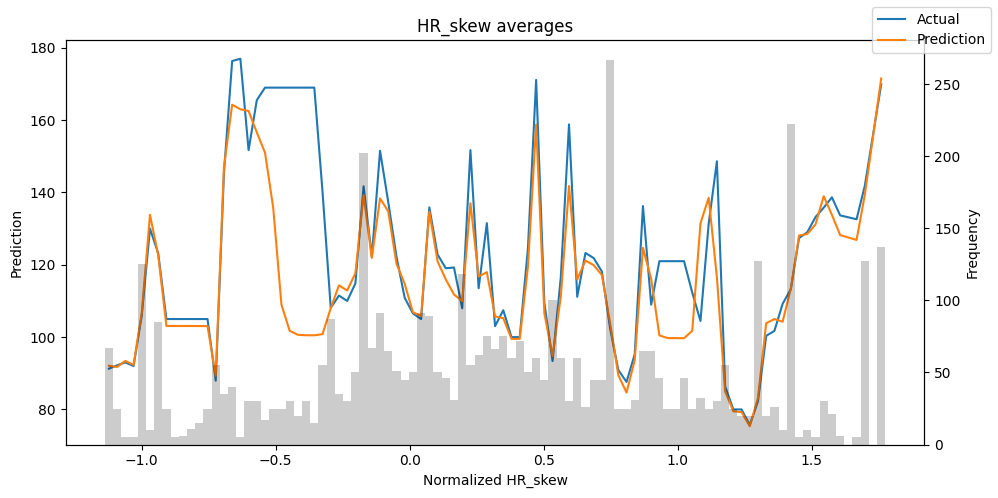 HR_skew averages
Actual
Prediction
180
160
140
120
100
80
Prediction
250
200
150
100
50
0
Frequency
−1.0 −0.5 0.0 0.5 1.0 1.5
Normalized HR_skew